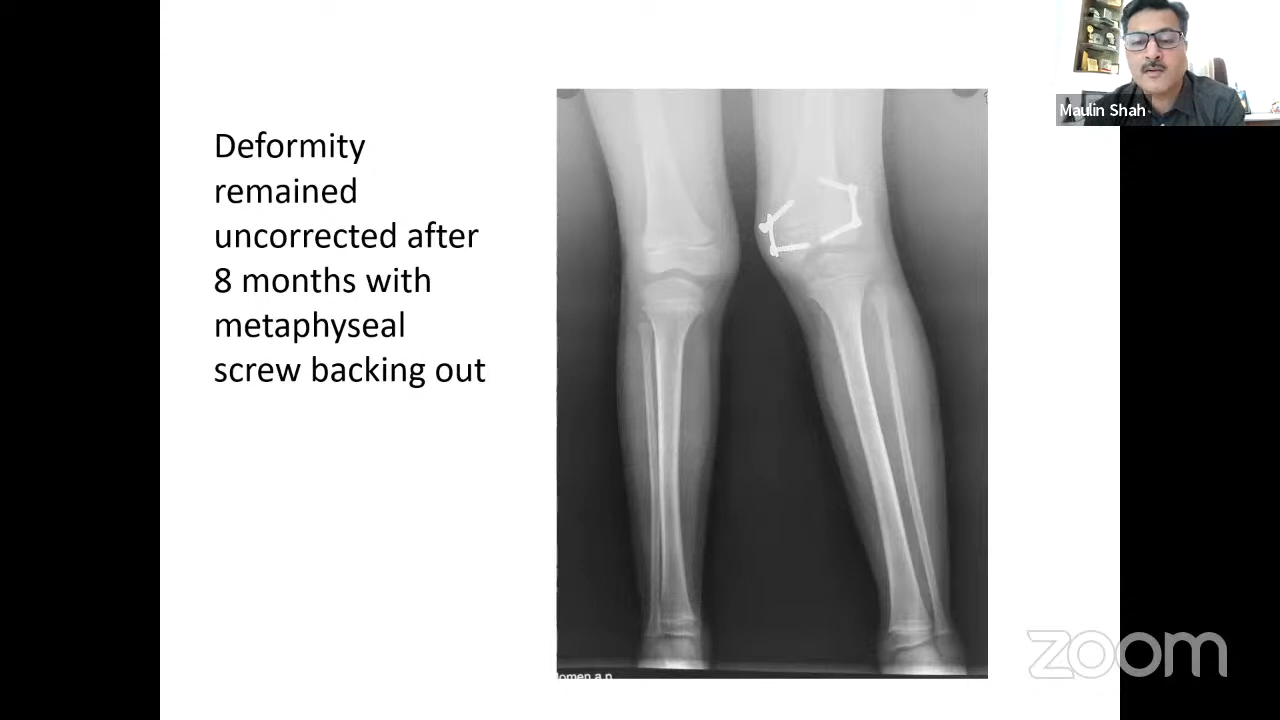 Deformity
remained
uncorrected after
8 months with
metaphyseal
screw backing out
Maulin Shah
zoom